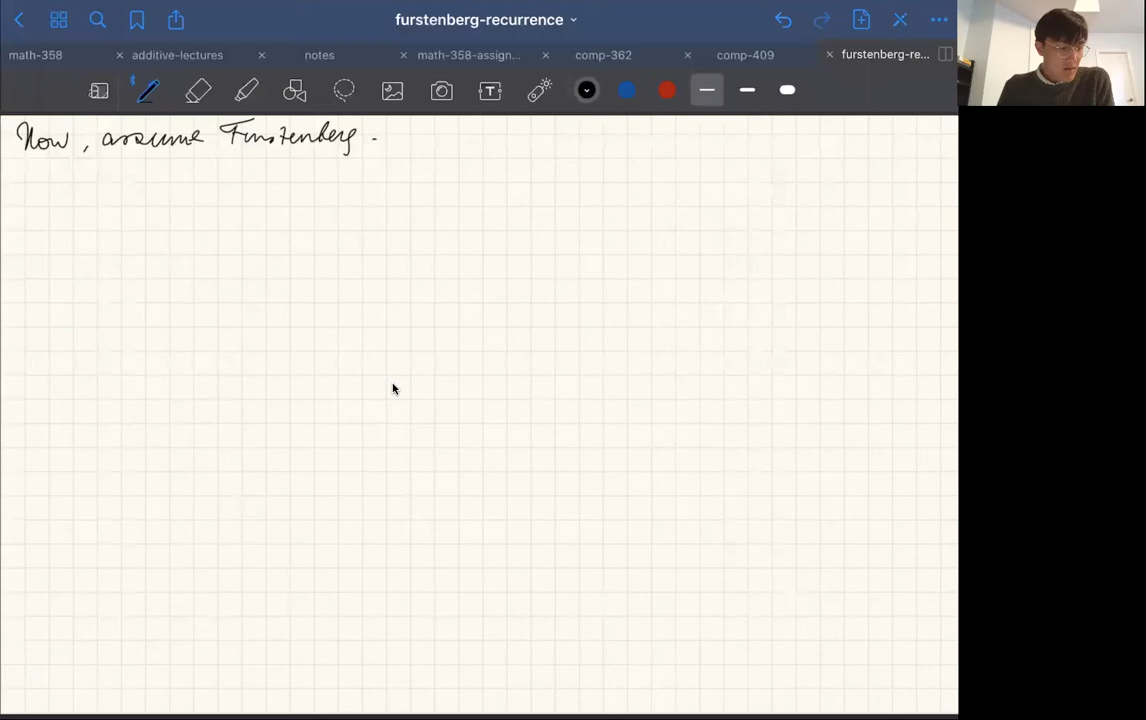 furstenberg-recurrence
math-358
additive-lectures
notes
math-358-assign...
comp-362
comp-409
furstenberg-re...
Now, assume Furstenberg.